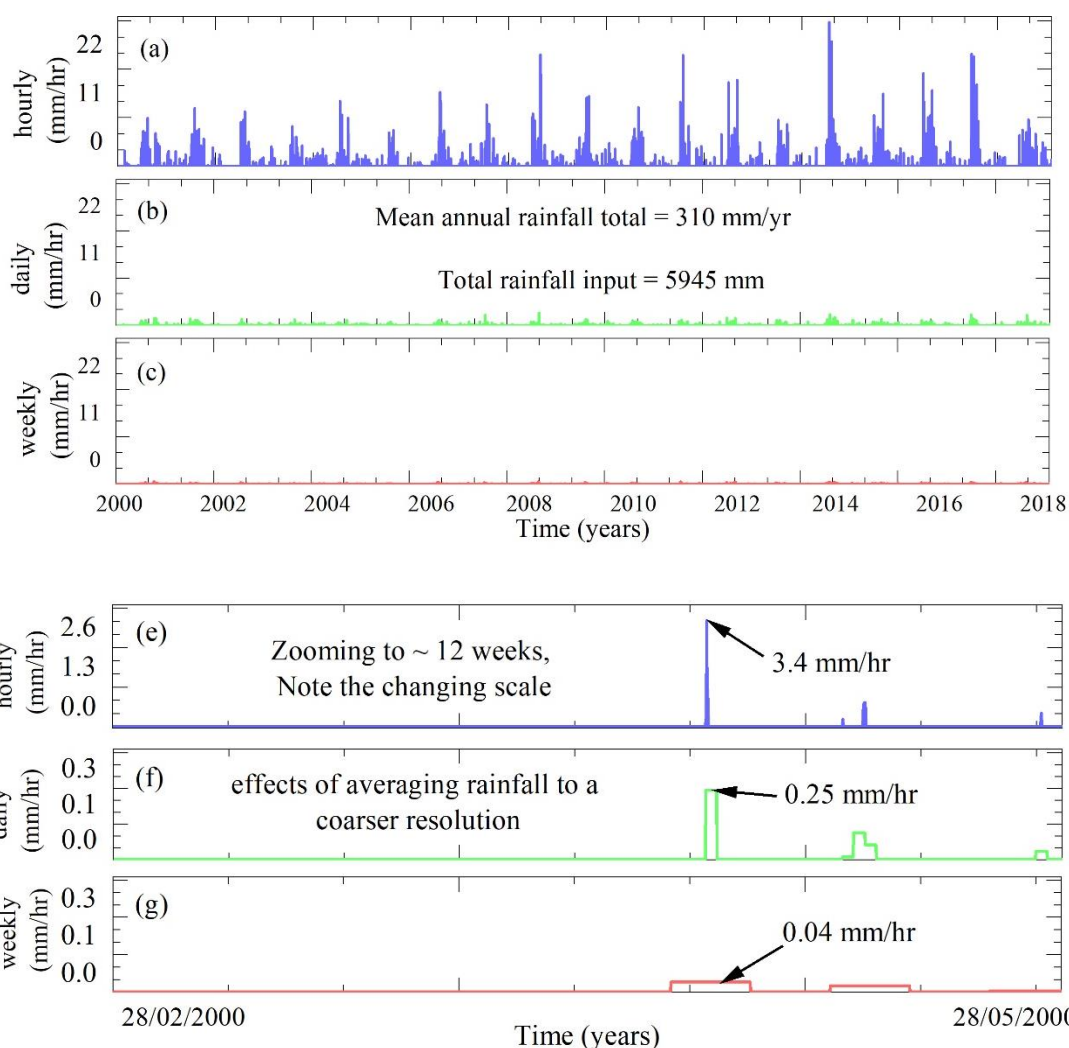 hourly
(mm/hr)
22
11
0
(a)
daily
(mm/hr)
22
11
0
(b)
Mean annual rainfall total = 310 mm/yr
Total rainfall input = 5945 mm
weekly
(mm/hr)
22
11
0
(c)
2000 2002 2004 2006 2008 2010 2012 2014 2016 2018
Time (years)
hourly
(mm/hr)
2.6
1.3
0.0
(e)
Zooming to ~ 12 weeks,
Note the changing scale
3.4 mm/hr
daily
(mm/hr)
0.3
0.1
0.0
(f)
effects of averaging rainfall to a
coarser resolution
0.25 mm/hr
weekly
(mm/hr)
0.3
0.1
0.0
(g)
0.04 mm/hr
28/02/2000 28/05/2000
Time (years)